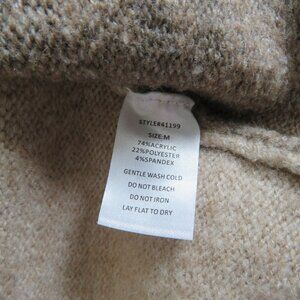 STYLE#41199
SIZE:M
74%ACRYLIC
22%POLYESTER
4%SPANDEX
GENTLE WASH COLD
DO NOT BLEACH
DO NOT IRON
LAY FLAT TO DRY